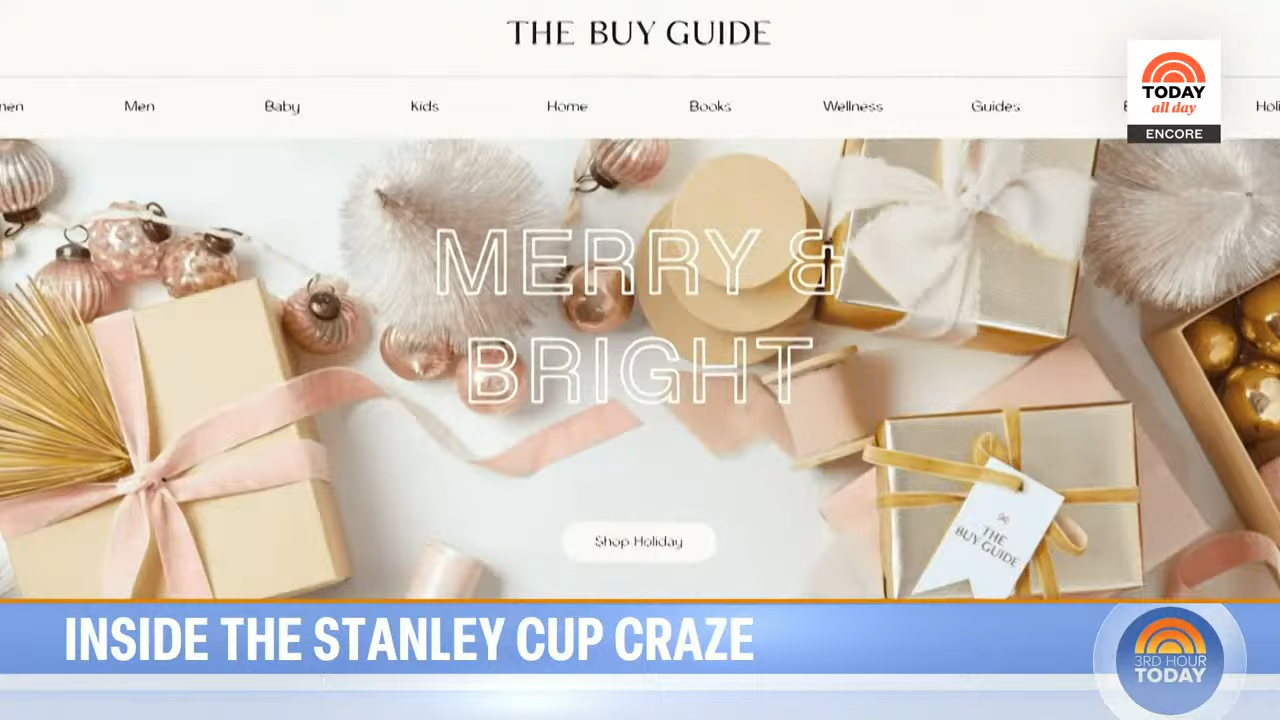 THE BUY GUIDE
Men
Baby
Kids
Home
Books
Wellness
Guides
TODAY
all day
ENCORE
MERRY &
BRIGHT
THE
BUY GUIDE
Shop Holiday
INSIDE THE STANLEY CUP CRAZE
3RD HOUR
TODAY